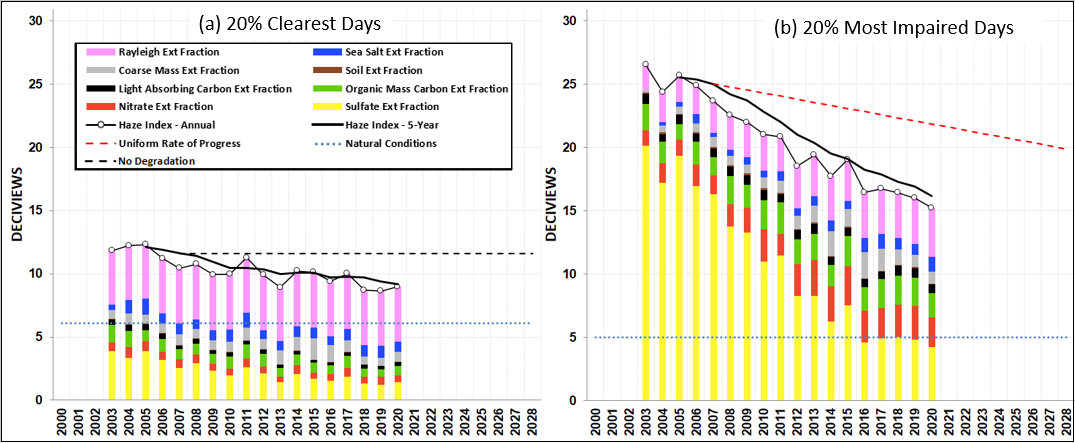 (a) 20% Clearest Days
30
25
20
15
10
5
0
DECIVIEWS
Rayleigh Ext Fraction
Sea Salt Ext Fraction
Coarse Mass Ext Fraction
Soil Ext Fraction
Light Absorbing Carbon Ext Fraction
Organic Mass Carbon Ext Fraction
Nitrate Ext Fraction
Sulfate Ext Fraction
Haze Index - Annual
Haze Index - 5-Year
Uniform Rate of Progress
Natural Conditions
No Degradation
2000 2001 2002 2003 2004 2005 2006 2007 2008 2009 2010 2011 2012 2013 2014 2015 2016 2017 2018 2019 2020 2021 2022 2023 2024 2025 2026 2027 2028
(b) 20% Most Impaired Days
30
25
20
15
10
5
0
DECIVIEWS
2000 2001 2002 2003 2004 2005 2006 2007 2008 2009 2010 2011 2012 2013 2014 2015 2016 2017 2018 2019 2020 2021 2022 2023 2024 2025 2026 2027 2028